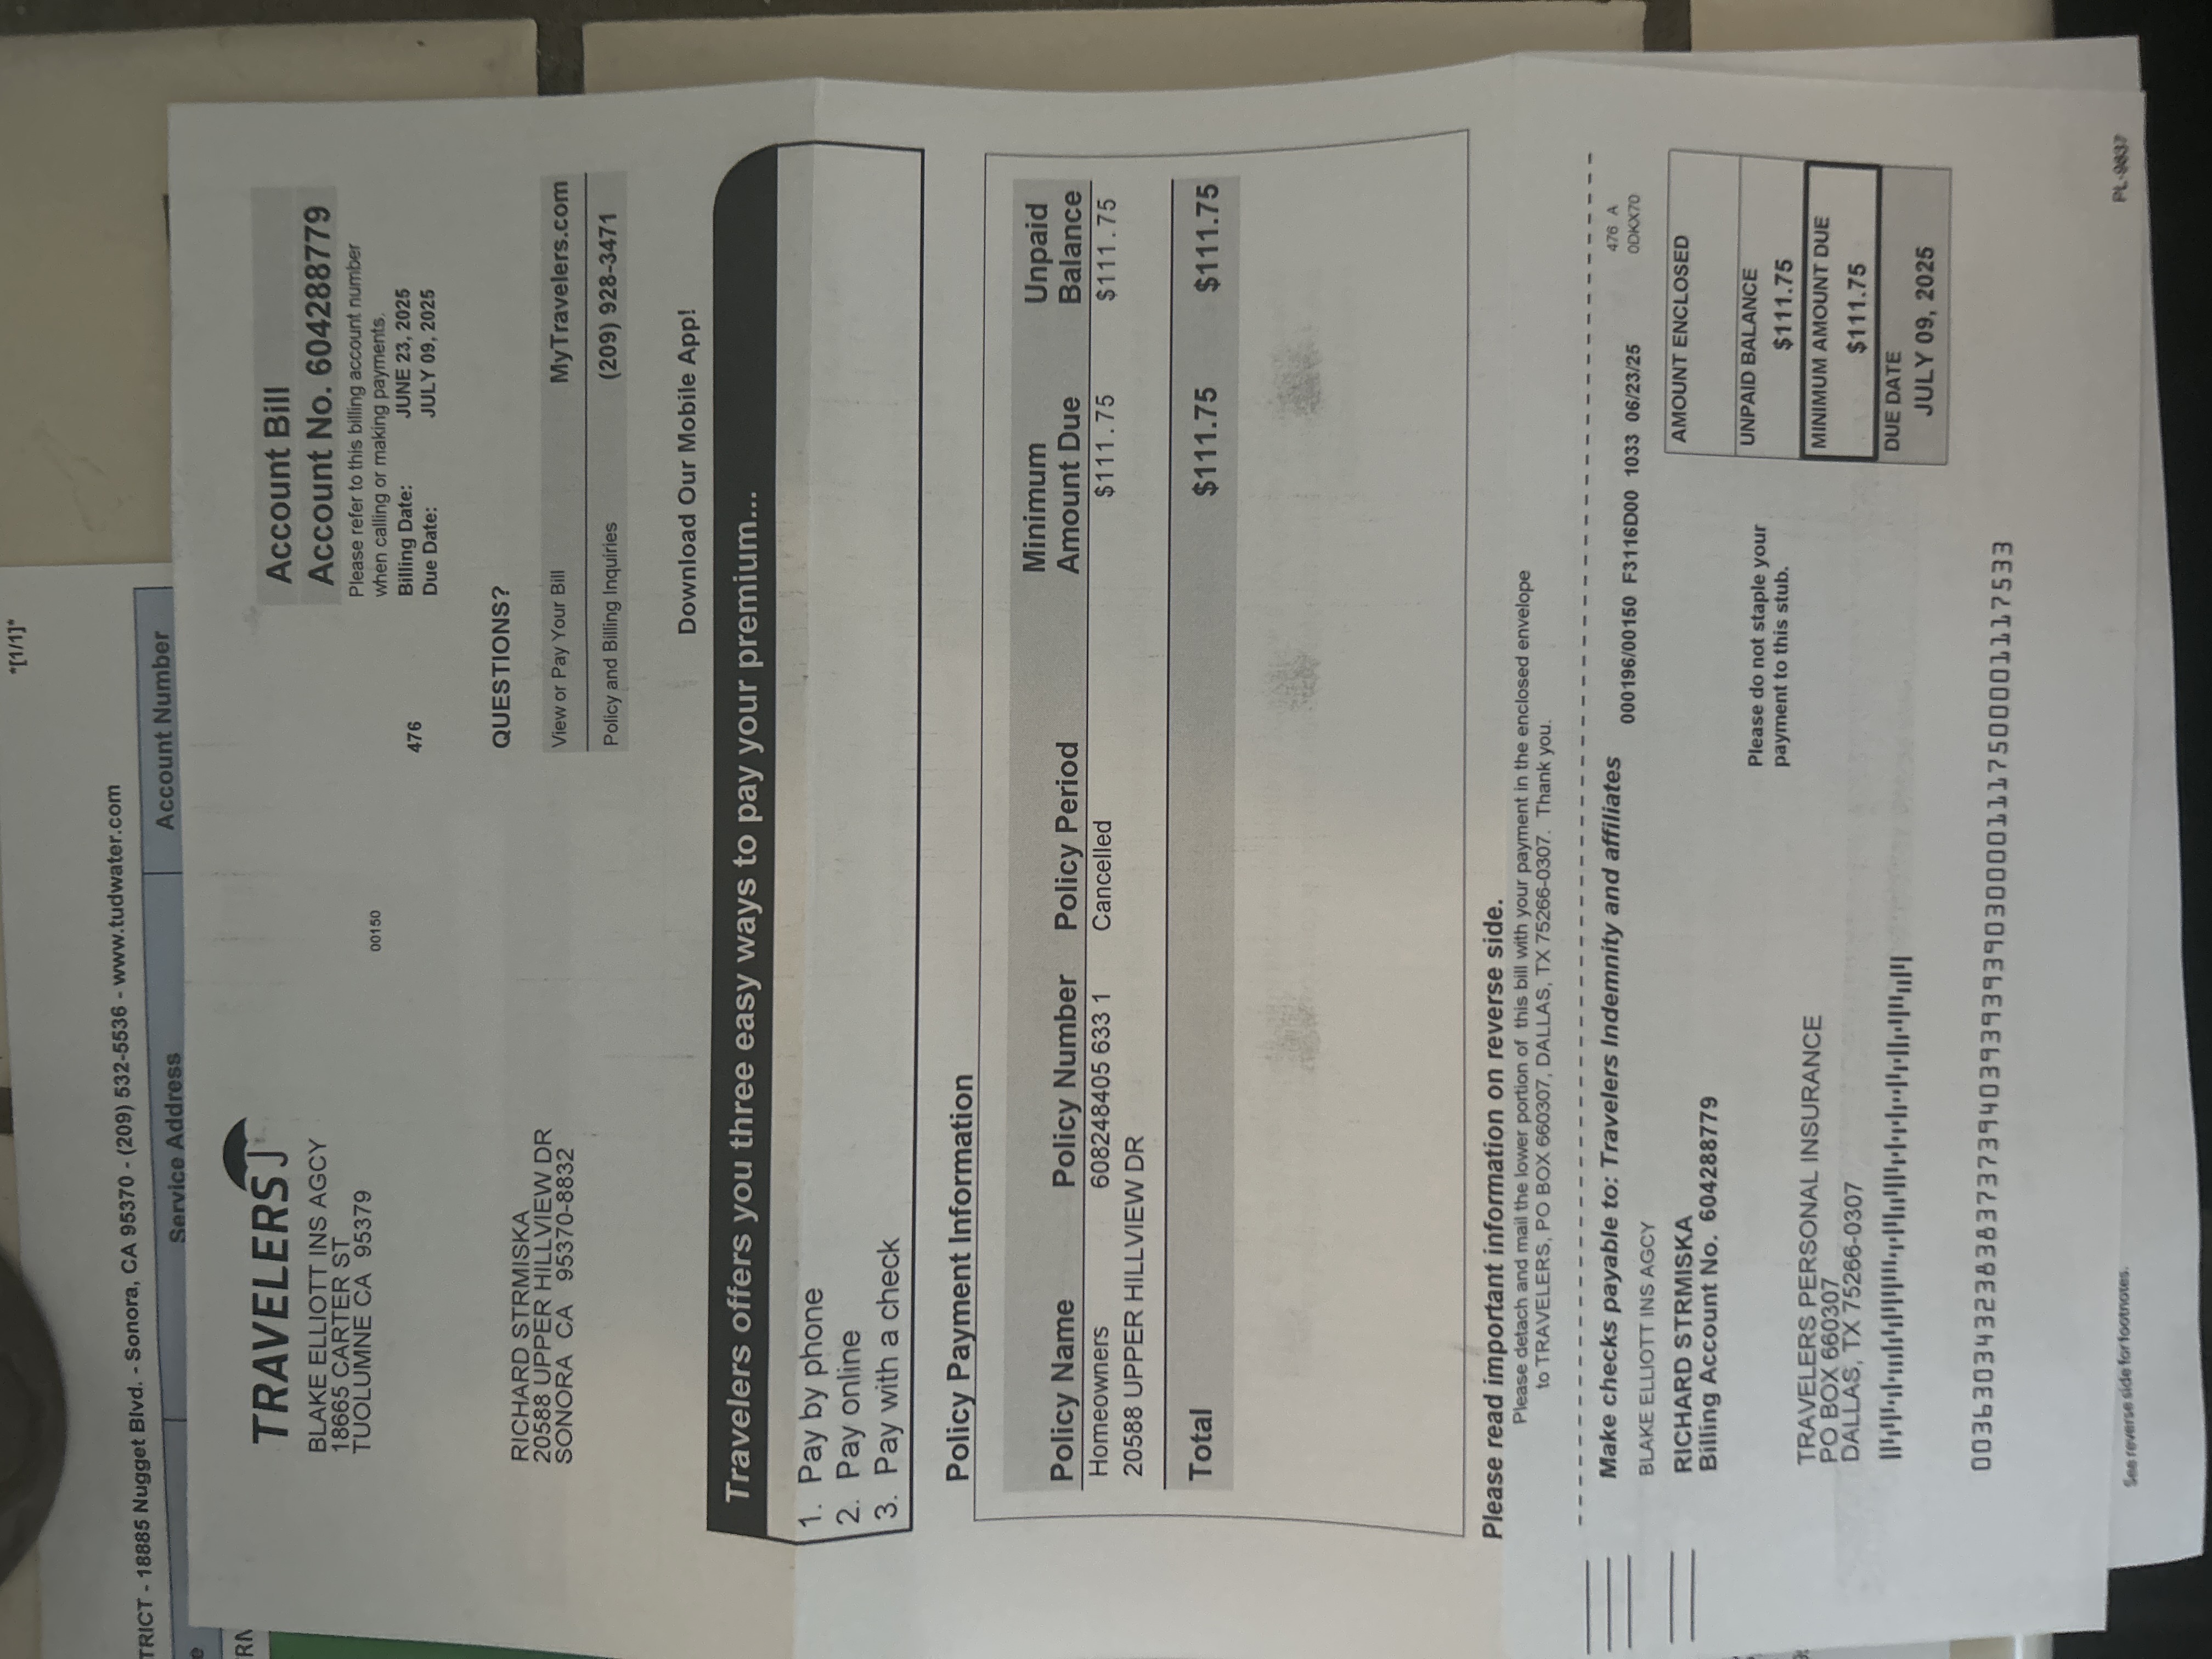 *[1/1]*
TRICT - 18885 Nugget Blvd. - Sonora, CA 95370 - (209) 532-5536 - www.tudwater.com
Service Address Account Number
TRAVELERS
BLAKE ELLIOTT INS AGCY
18665 CARTER ST
TUOLUMNE CA 95379
00150
476
Account Bill
Account No. 604288779
Please refer to this billing account number
when calling or making payments.
Billing Date: JUNE 23, 2025
Due Date: JULY 09, 2025
RICHARD STRMISKA
20588 UPPER HILLVIEW DR
SONORA CA 95370-8832
QUESTIONS?
View or Pay Your Bill MyTravelers.com
Policy and Billing Inquiries (209) 928-3471
Download Our Mobile App!
Travelers offers you three easy ways to pay your premium...
1. Pay by phone
2. Pay online
3. Pay with a check
Policy Payment Information
Policy Name Policy Number Policy Period Minimum Amount Due Unpaid Balance
Homeowners 608248405 633 1 Cancelled $111.75 $111.75
20588 UPPER HILLVIEW DR
Total $111.75 $111.75
Please read important information on reverse side.
Please detach and mail the lower portion of this bill with your payment in the enclosed envelope
to TRAVELERS, PO BOX 660307, DALLAS, TX 75266-0307. Thank you.
Make checks payable to: Travelers Indemnity and affiliates
000196/00150 F3116D00 1033 06/23/25
476 A
0DKX70
BLAKE ELLIOTT INS AGCY
RICHARD STRMISKA
Billing Account No. 604288779
Please do not staple your
payment to this stub.
AMOUNT ENCLOSED
UNPAID BALANCE
$111.75
MINIMUM AMOUNT DUE
$111.75
DUE DATE
JULY 09, 2025
TRAVELERS PERSONAL INSURANCE
PO BOX 660307
DALLAS, TX 75266-0307
0036303432383837373940393939390300001117500001117533
See reverse side for footnotes.
PL-9837